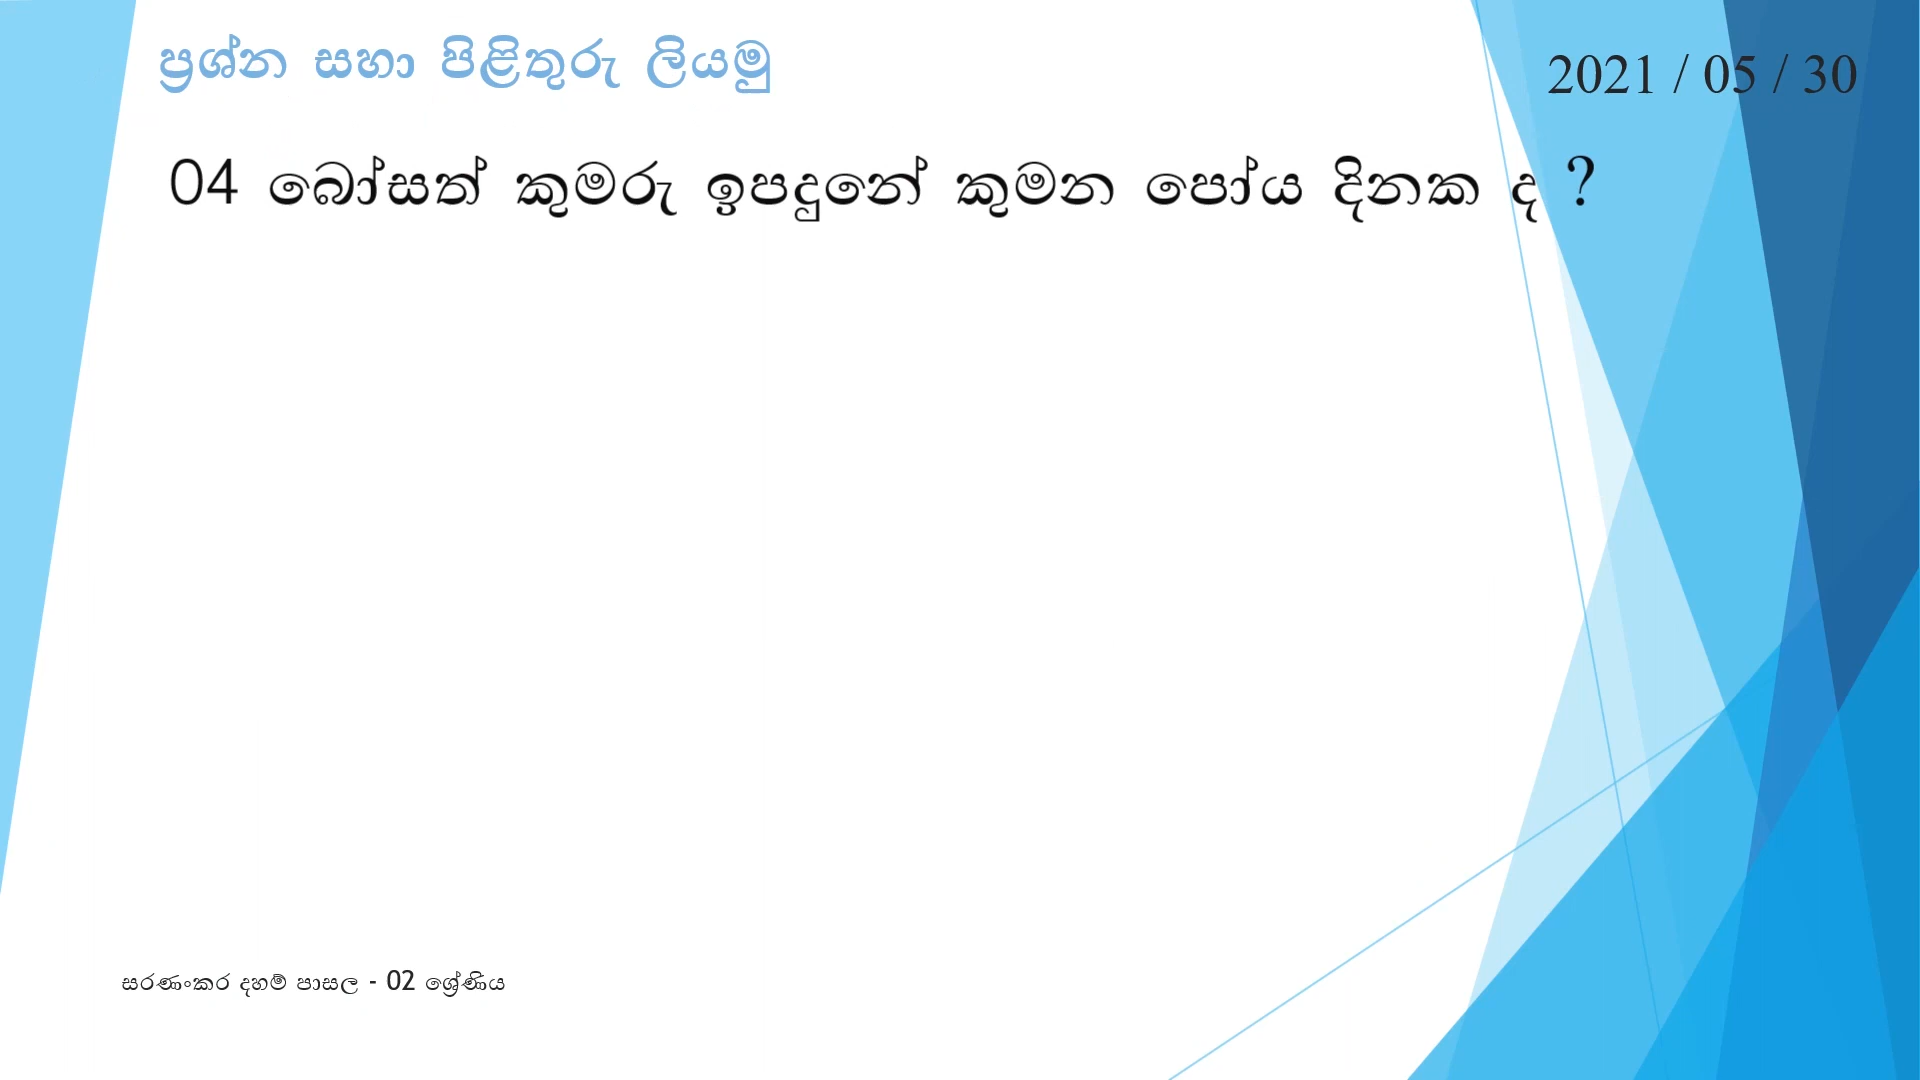 ප්‍රශ්න සහා පිළිතුරු ලියමු
2021 / 05 / 30
04 බෝසත් කුමරු ඉපදුනේ කුමන පෝය දිනක ද ?
සරණංකර දහම් පාසල - 02 ශ්‍රේණිය